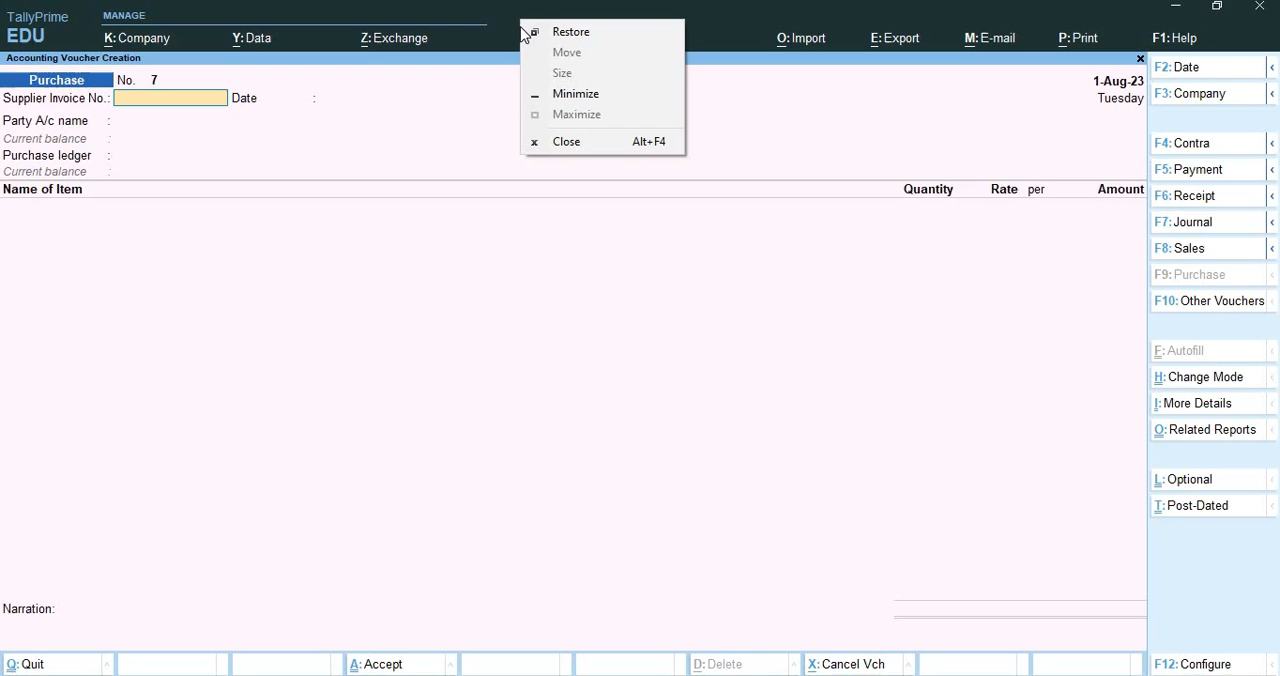 TallyPrime
EDU
MANAGE
K: Company
Y: Data
Z: Exchange
O: Import
E: Export
M: E-mail
P: Print
F1: Help
Restore
Move
Size
Minimize
Maximize
Close Alt+F4
Accounting Voucher Creation x
Purchase No. 7
1-Aug-23
Supplier Invoice No.: Date :
Tuesday
Party A/c name :
Current balance :
Purchase ledger :
Current balance :
Name of Item Quantity Rate per Amount
Narration:
F2: Date
F3: Company
F4: Contra
F5: Payment
F6: Receipt
F7: Journal
F8: Sales
F9: Purchase
F10: Other Vouchers
F: Autofill
H: Change Mode
I: More Details
O: Related Reports
L: Optional
T: Post-Dated
Q: Quit
A: Accept
D: Delete
X: Cancel Vch
F12: Configure